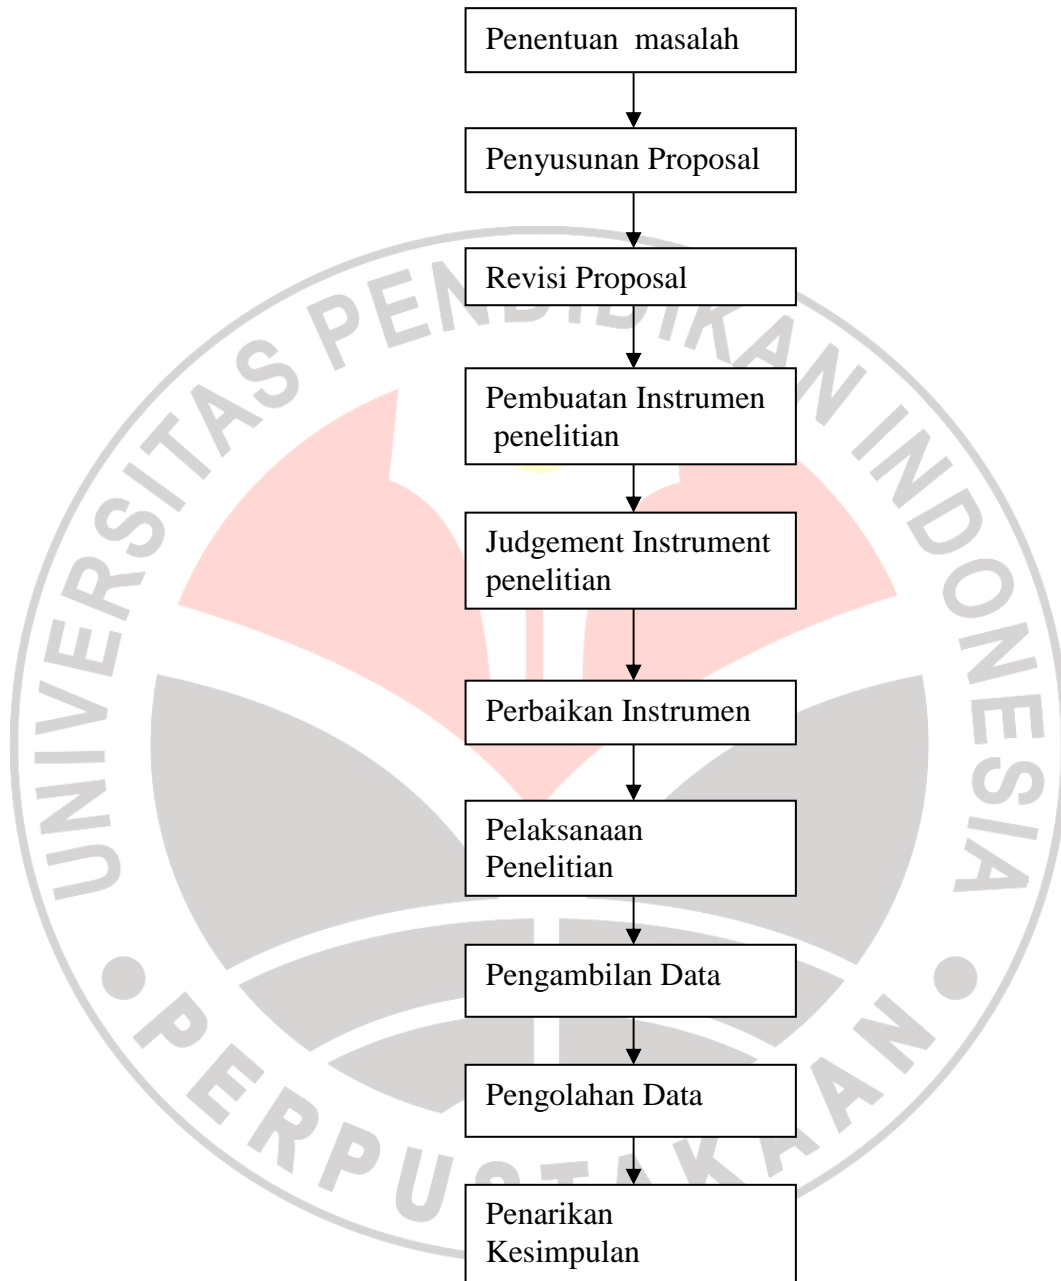 Penentuan masalah
Penyusunan Proposal
Revisi Proposal
Pembuatan Instrumen
penelitian
Judgement Instrument
penelitian
Perbaikan Instrumen
Pelaksanaan
Penelitian
Pengambilan Data
Pengolahan Data
Penarikan
Kesimpulan
UNIVERSITAS PENDIDIKAN INDONESIA
PERPUSTAKAAN